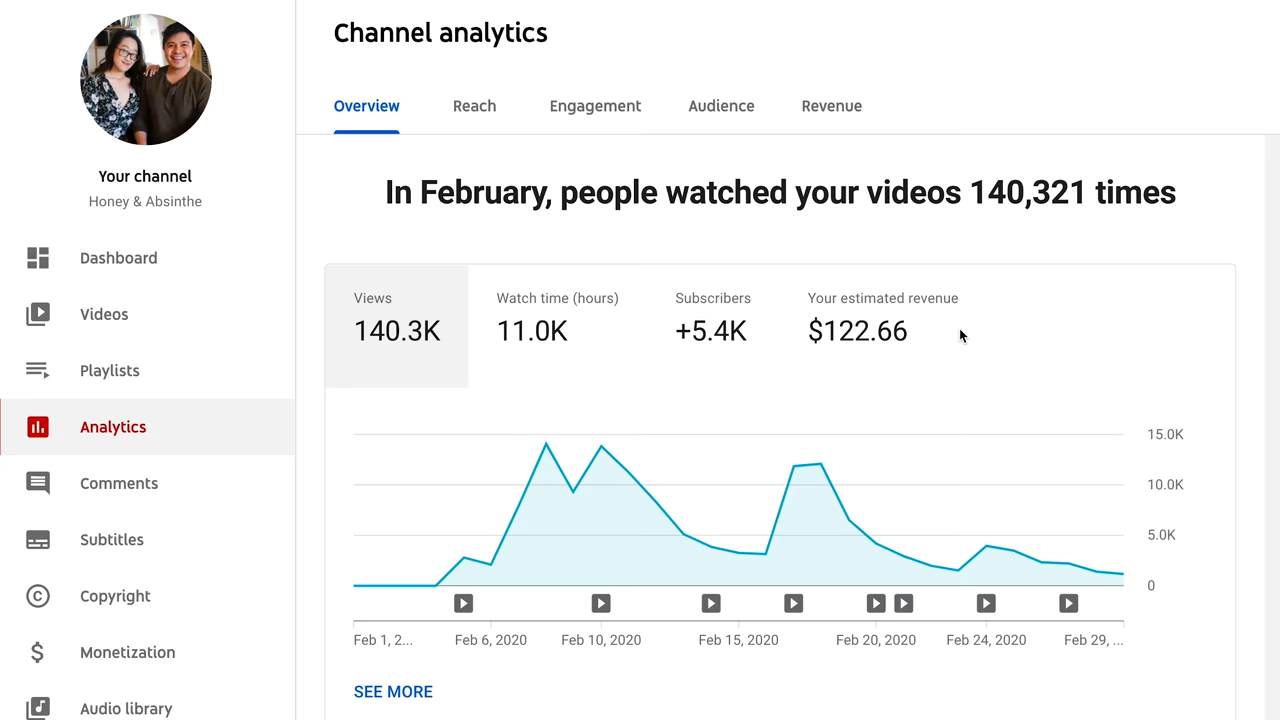 Channel analytics
Overview Reach Engagement Audience Revenue
Your channel
Honey & Absinthe
Dashboard
Videos
Playlists
Analytics
Comments
Subtitles
Copyright
Monetization
Audio library
In February, people watched your videos 140,321 times
Views Watch time (hours) Subscribers Your estimated revenue
140.3K 11.0K +5.4K $122.66
15.0K
10.0K
5.0K
0
Feb 1, 2... Feb 6, 2020 Feb 10, 2020 Feb 15, 2020 Feb 20, 2020 Feb 24, 2020 Feb 29, ...
SEE MORE